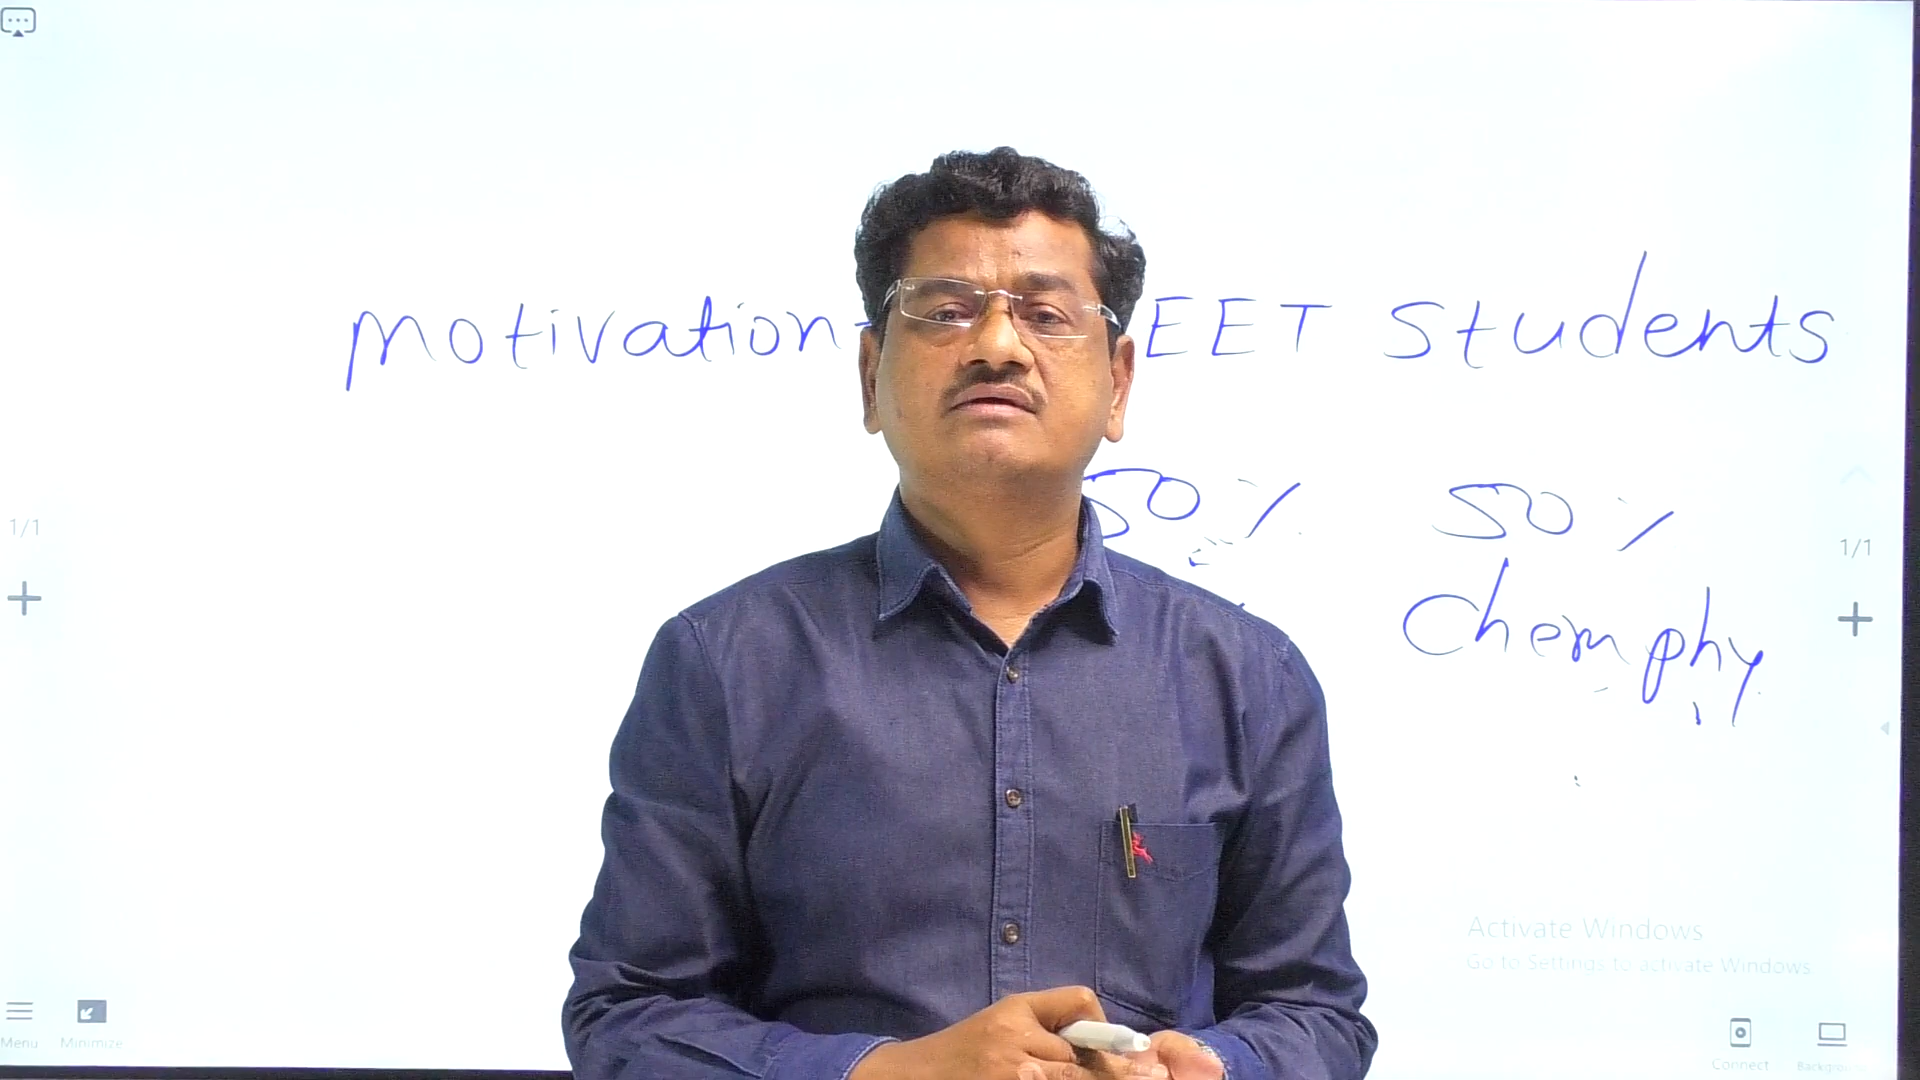 motivation- EET Students
50% 50%
Chem phy
1/1
1/1
Activate Windows
Go to Settings to activate Windows
Menu Minimize
Connect Background